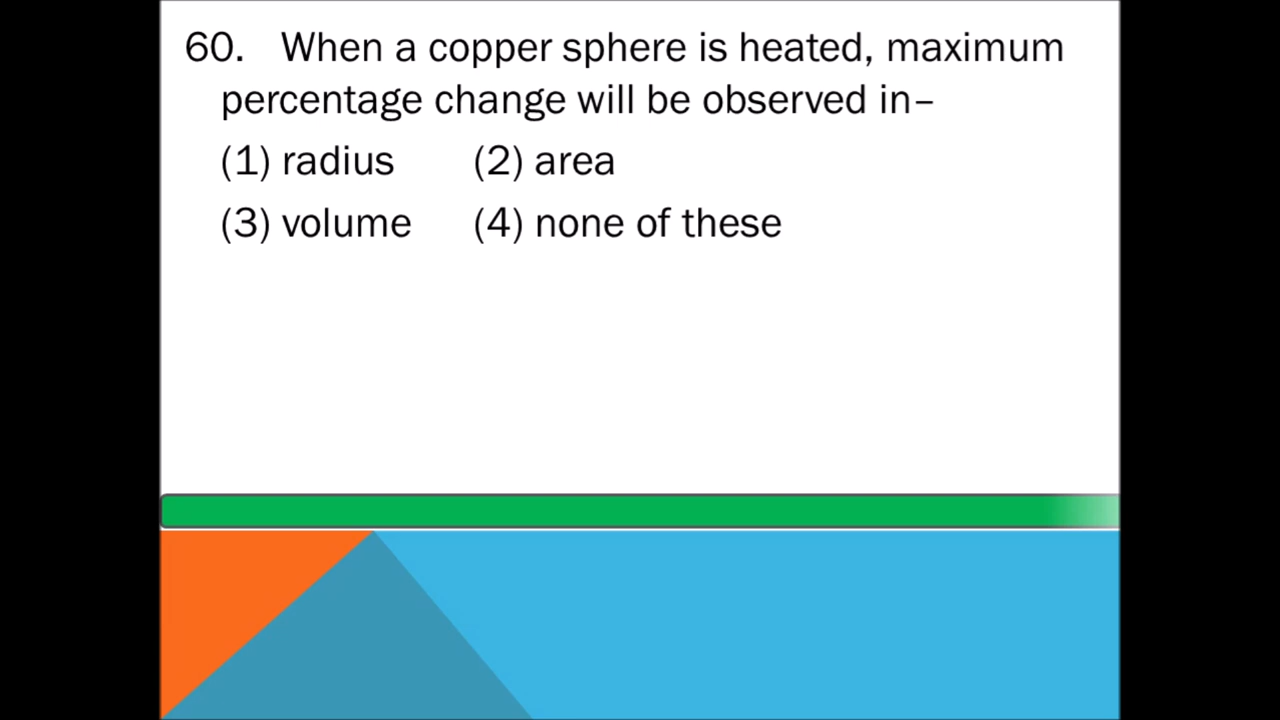 60. When a copper sphere is heated, maximum
percentage change will be observed in–
(1) radius (2) area
(3) volume (4) none of these